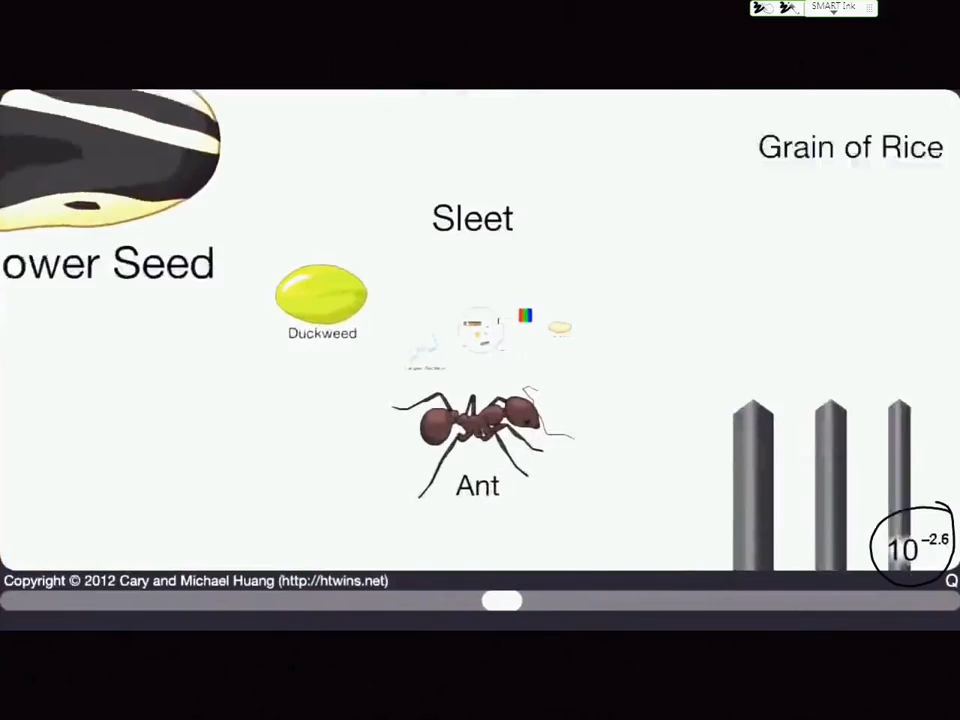 SMART Ink
Grain of Rice
Sleet
ower Seed
Duckweed
Ant
10^-2.6
Copyright © 2012 Cary and Michael Huang (http://htwins.net)
Q